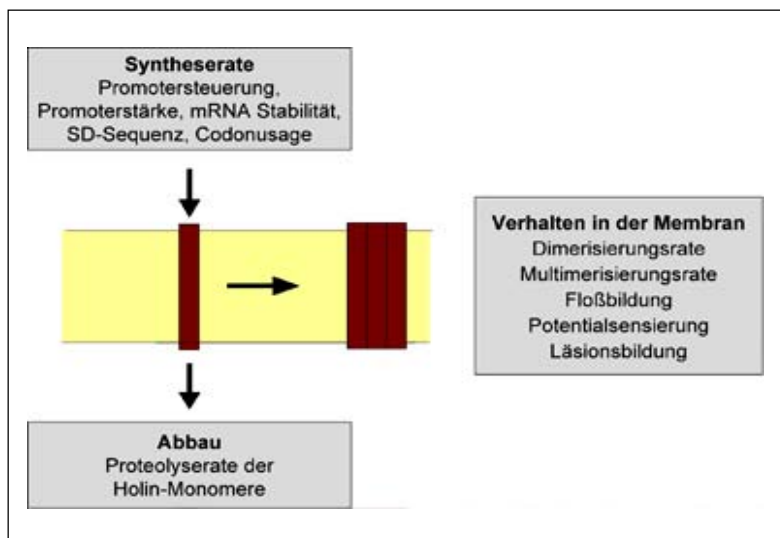 Syntheserate
Promotersteuerung,
Promoterstärke, mRNA Stabilität,
SD-Sequenz, Codonusage
Verhalten in der Membran
Dimerisierungsrate
Multimerisierungsrate
Floßbildung
Potentialsensierung
Läsionsbildung
Abbau
Proteolyserate der
Holin-Monomere